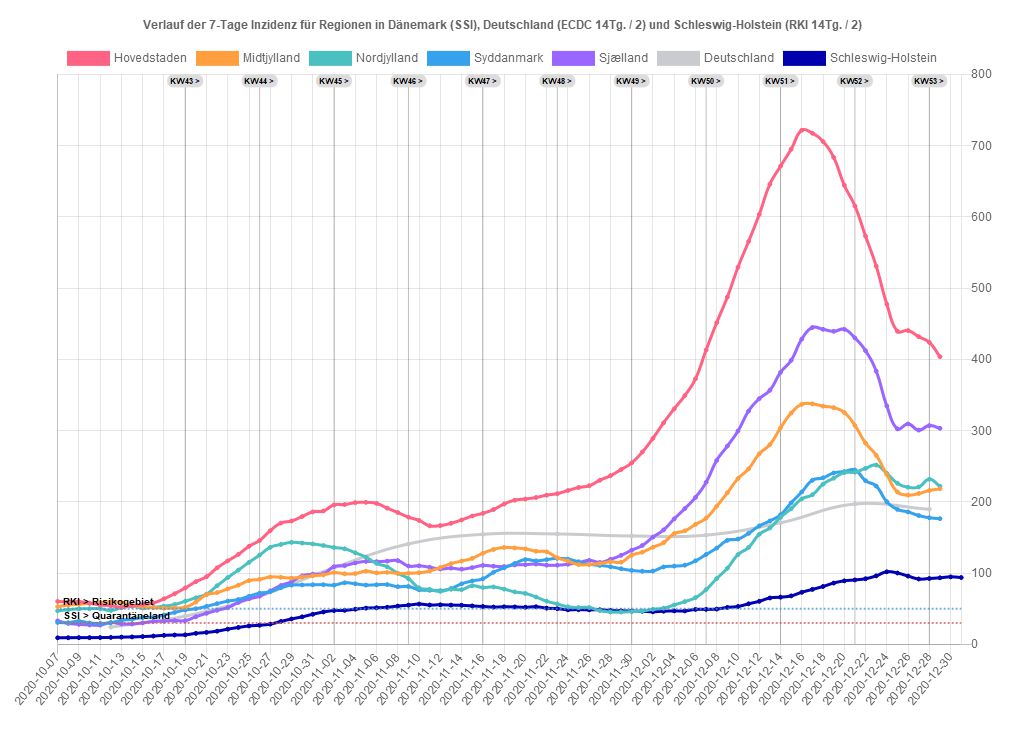 Verlauf der 7-Tage Inzidenz für Regionen in Dänemark (SSI), Deutschland (ECDC 14Tg. / 2) und Schleswig-Holstein (RKI 14Tg. / 2)
Hovedstaden Midtjylland Nordjylland Syddanmark Sjælland Deutschland Schleswig-Holstein
KW43 > KW44 > KW45 > KW46 > KW47 > KW48 > KW49 > KW50 > KW51 > KW52 > KW53 >
800
700
600
500
400
300
200
100
0
RKI > Risikogebiet
SSI > Quarantäneland
2020-10-07 2020-10-09 2020-10-11 2020-10-13 2020-10-15 2020-10-17 2020-10-19 2020-10-21 2020-10-23 2020-10-25 2020-10-27 2020-10-29 2020-10-31 2020-11-02 2020-11-04 2020-11-06 2020-11-08 2020-11-10 2020-11-12 2020-11-14 2020-11-16 2020-11-18 2020-11-20 2020-11-22 2020-11-24 2020-11-26 2020-11-28 2020-11-30 2020-12-02 2020-12-04 2020-12-06 2020-12-08 2020-12-10 2020-12-12 2020-12-14 2020-12-16 2020-12-18 2020-12-20 2020-12-22 2020-12-24 2020-12-26 2020-12-28 2020-12-30